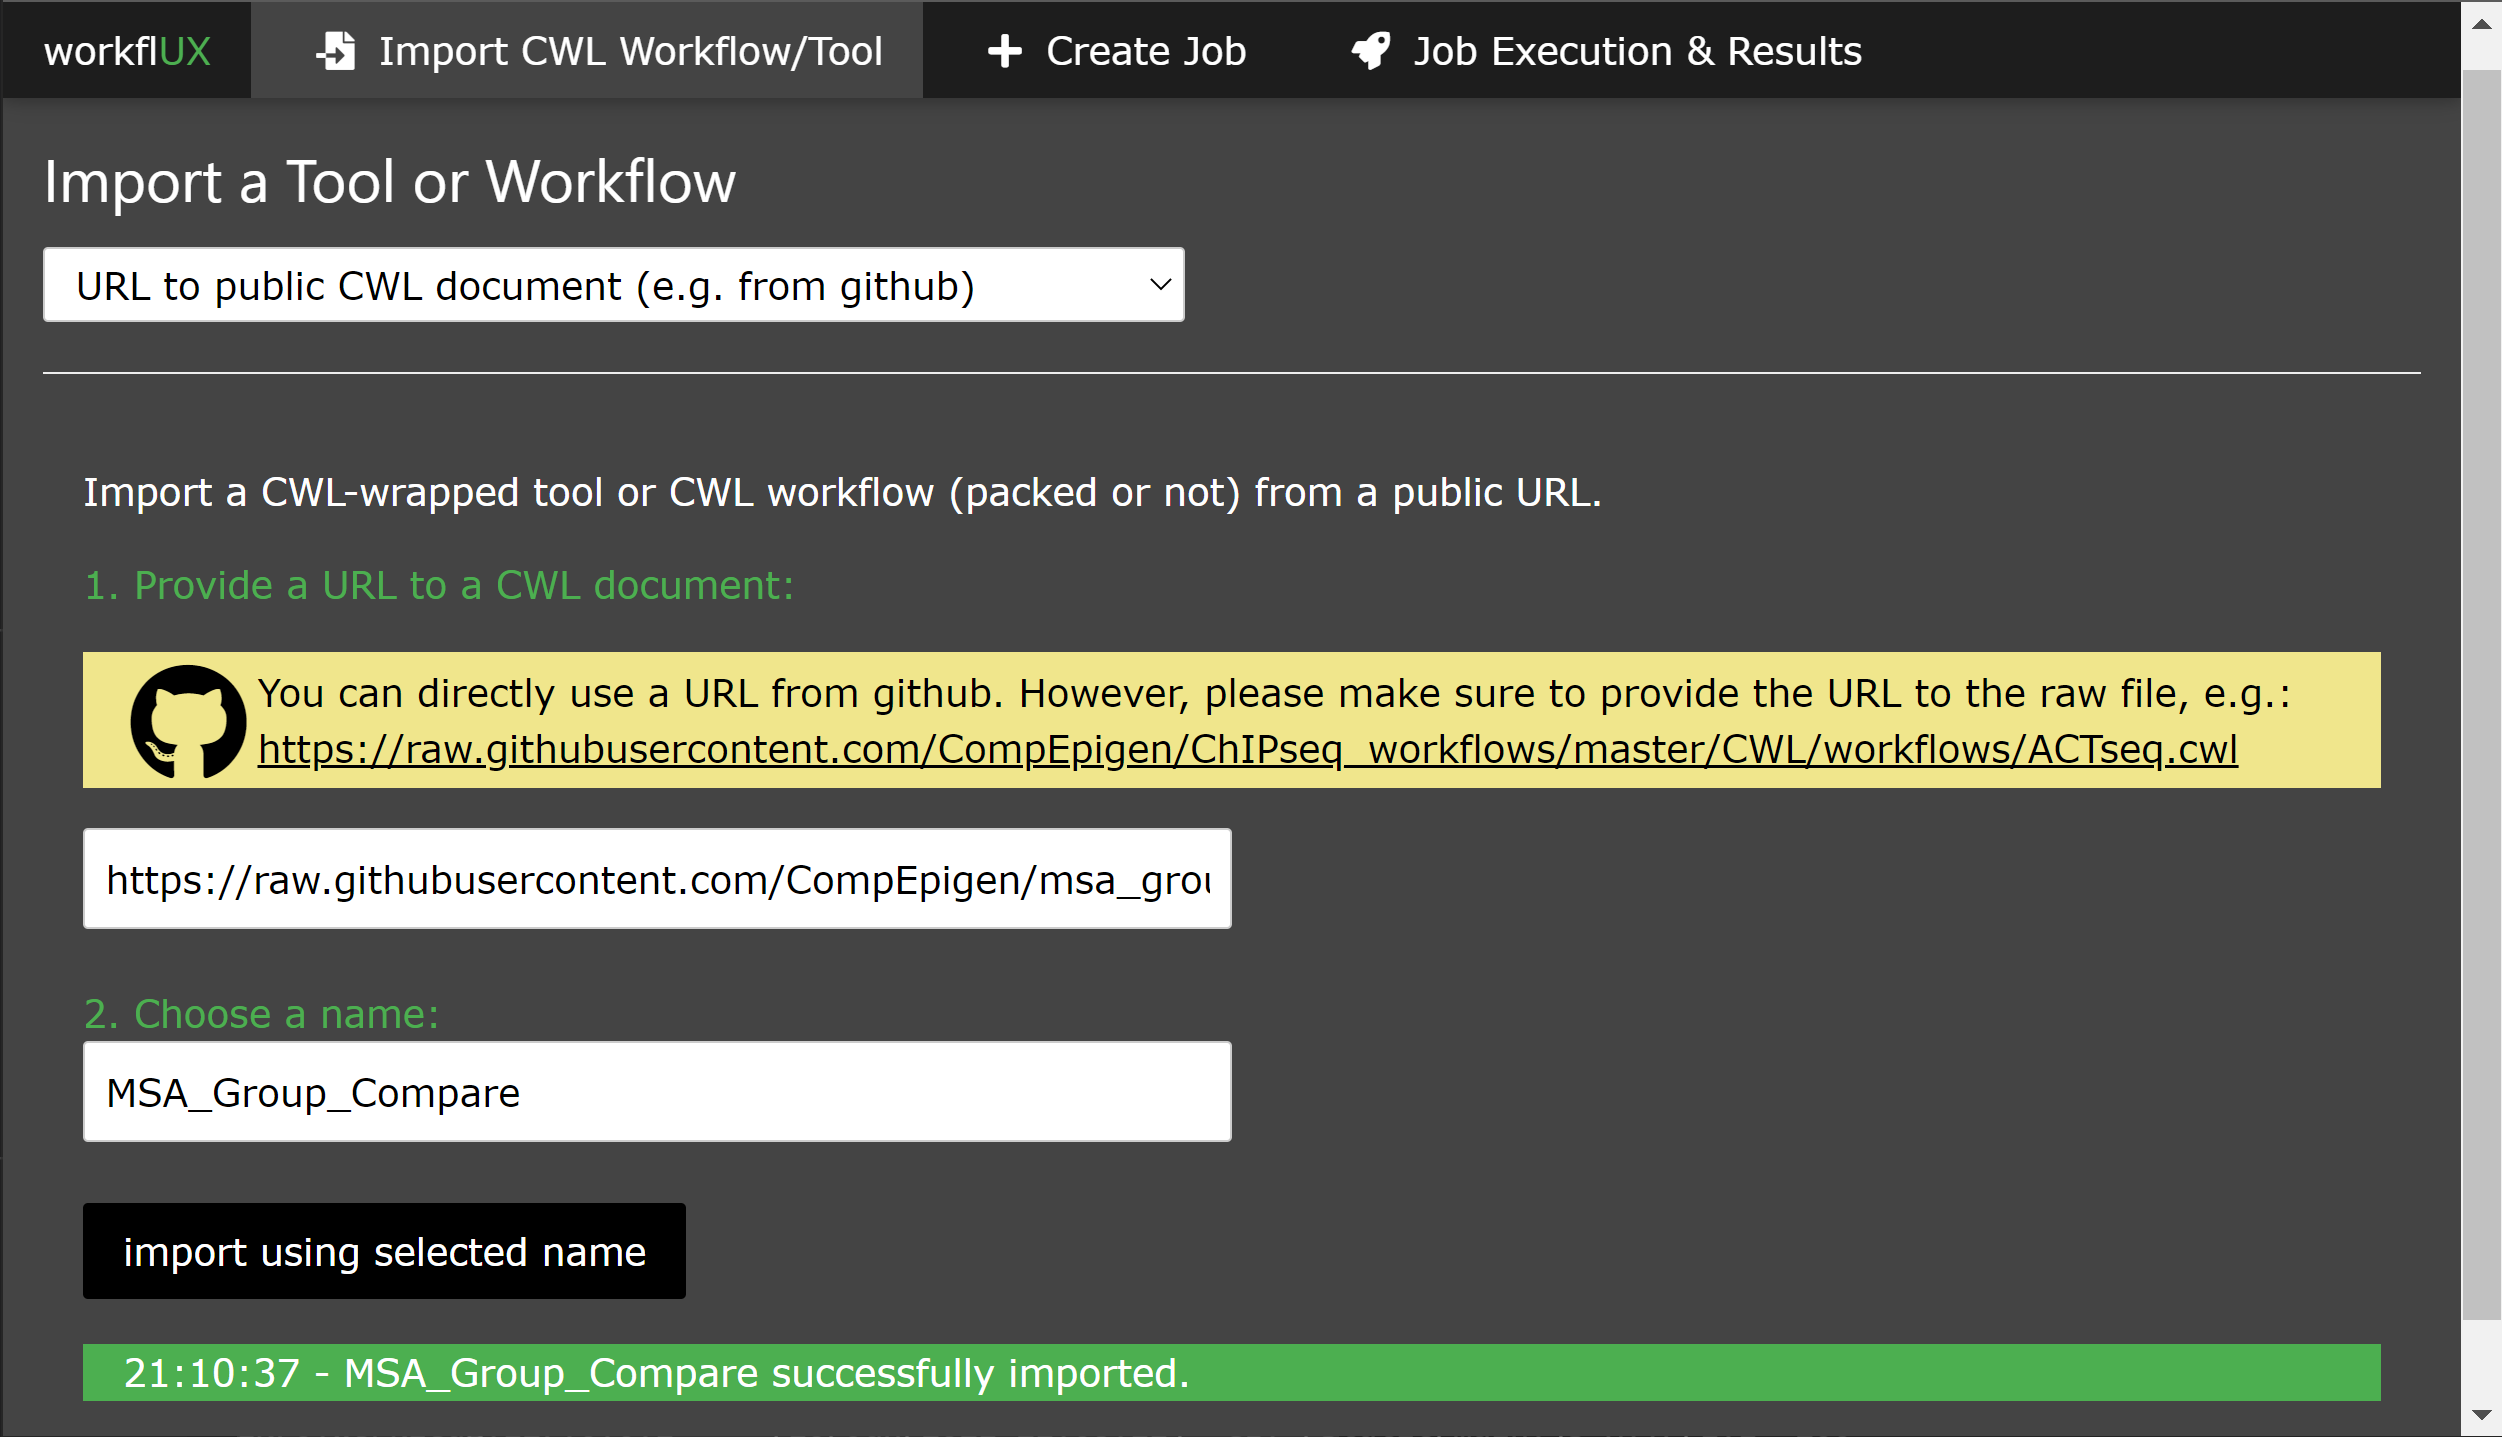 workflUX Import CWL Workflow/Tool Create Job Job Execution & Results
Import a Tool or Workflow
URL to public CWL document (e.g. from github)
Import a CWL-wrapped tool or CWL workflow (packed or not) from a public URL.
1. Provide a URL to a CWL document:
You can directly use a URL from github. However, please make sure to provide the URL to the raw file, e.g.:
https://raw.githubusercontent.com/CompEpigen/ChIPseq_workflows/master/CWL/workflows/ACTseq.cwl
https://raw.githubusercontent.com/CompEpigen/msa_grou
2. Choose a name:
MSA_Group_Compare
import using selected name
21:10:37 - MSA_Group_Compare successfully imported.